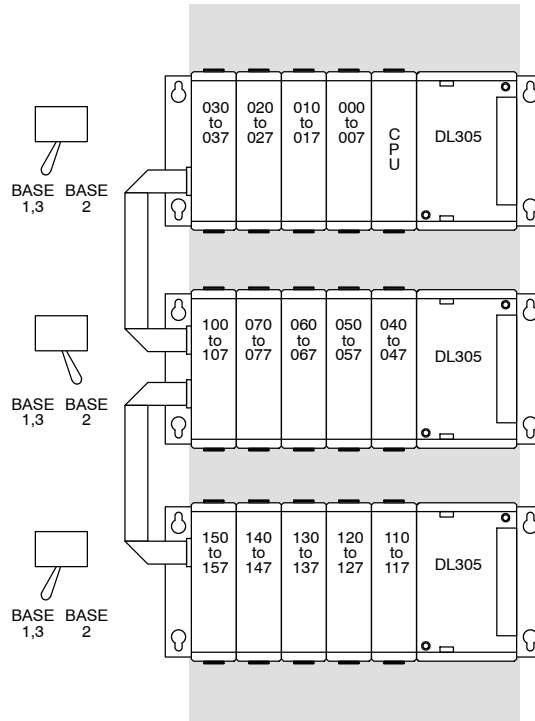 030
to
037
020
to
027
010
to
017
000
to
007
C
P
U
DL305
BASE BASE
1,3 2
100
to
107
070
to
077
060
to
067
050
to
057
040
to
047
DL305
BASE BASE
1,3 2
150
to
157
140
to
147
130
to
137
120
to
127
110
to
117
DL305
BASE BASE
1,3 2